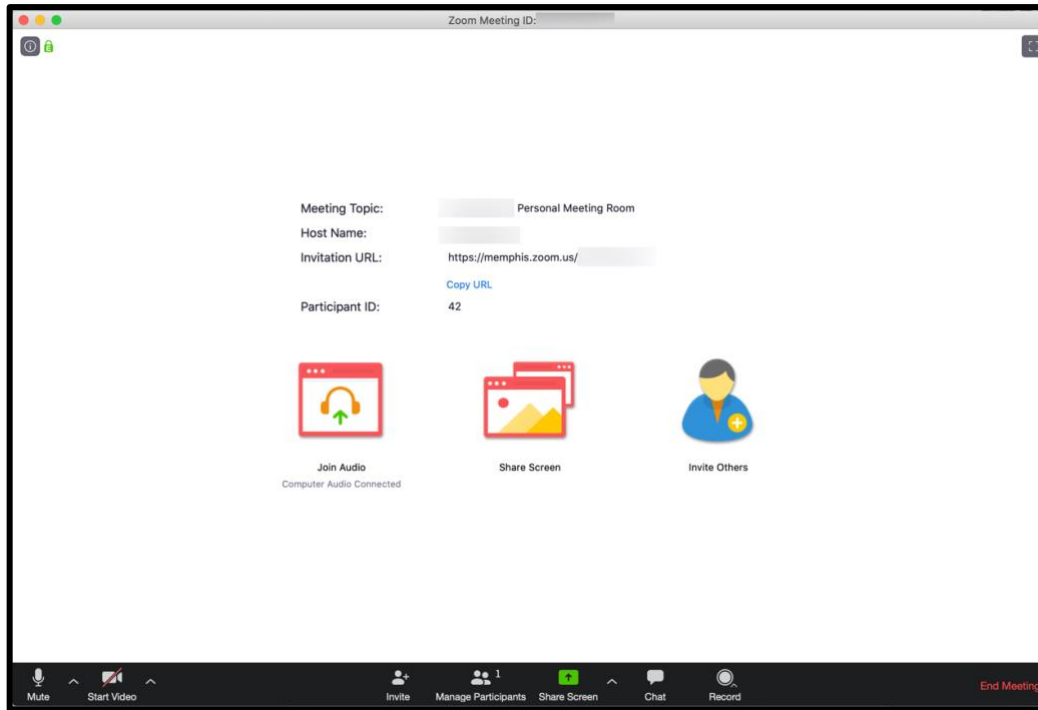 Zoom Meeting ID:
Meeting Topic: Personal Meeting Room
Host Name:
Invitation URL: https://memphis.zoom.us/
Copy URL
Participant ID: 42
Join Audio Share Screen Invite Others
Computer Audio Connected
1
Mute Start Video Invite Manage Participants Share Screen Chat Record End Meeting